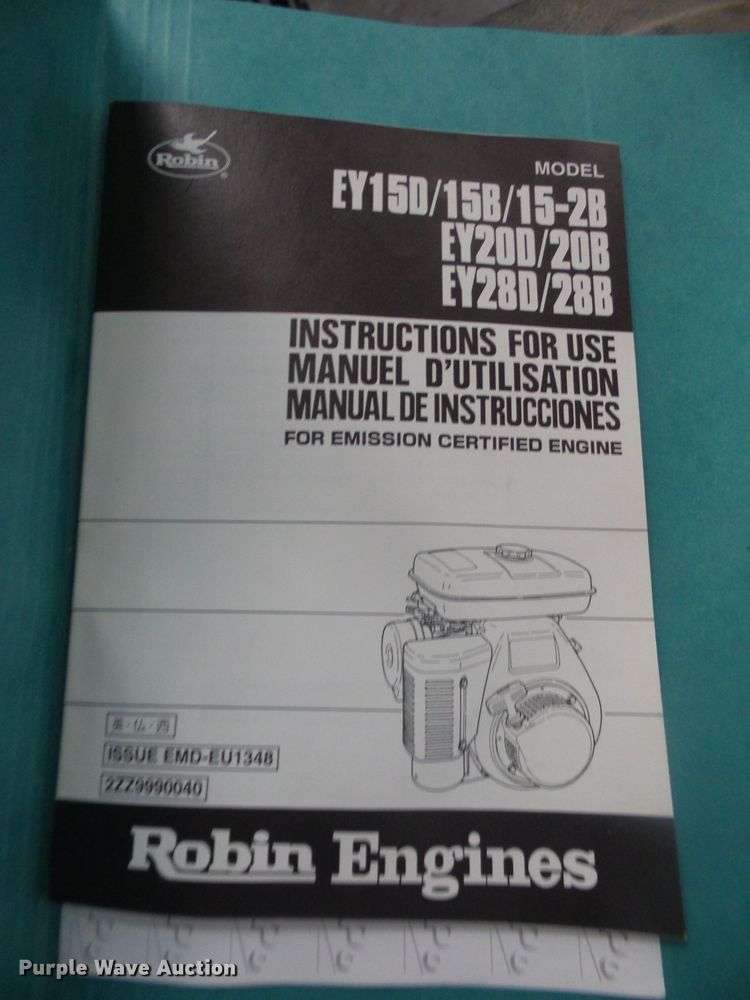 Robin
®
MODEL
EY15D/15B/15-2B
EY20D/20B
EY28D/28B
INSTRUCTIONS FOR USE
MANUEL D'UTILISATION
MANUAL DE INSTRUCCIONES
FOR EMISSION CERTIFIED ENGINE
英・仏・西
ISSUE EMD-EU1348
2ZZ9990040
Robin Engines
Purple Wave Auction